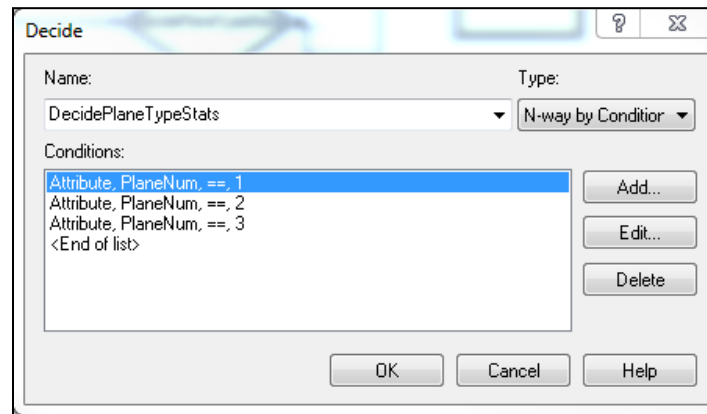 Decide
Name:
Type:
DecidePlaneTypeStats
N-way by Condition
Conditions:
Attribute, PlaneNum, ==, 1
Attribute, PlaneNum, ==, 2
Attribute, PlaneNum, ==, 3
<End of list>
Add...
Edit...
Delete
OK
Cancel
Help